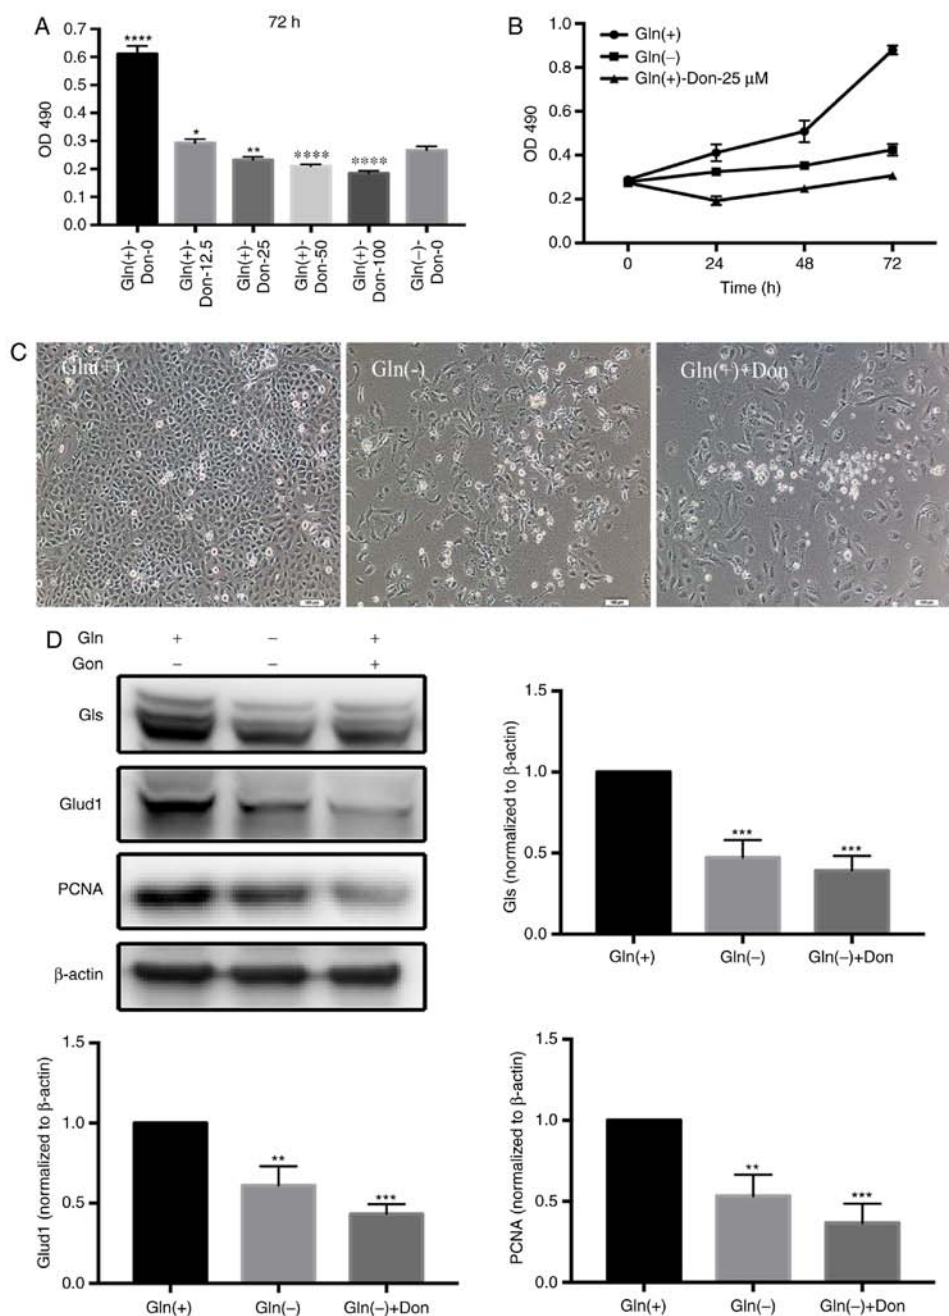 A
72 h
OD 490
0.7
0.6
0.5
0.4
0.3
0.2
0.1
0.0
****
*
**
****
****
Gln(+)-
Don-0
Gln(+)-
Don-12.5
Gln(+)-
Don-25
Gln(+)-
Don-50
Gln(+)-
Don-100
Gln(-)-
Don-0
B
OD 490
1.0
0.8
0.6
0.4
0.2
0.0
Gln(+)
Gln(−)
Gln(+)-Don-25 μM
0
24
48
72
Time (h)
C
Gln(+)
Gln(-)
Gln(+)+Don
D
Gln + − +
Gon − − +
Gls
Glud1
PCNA
β-actin
Gls (normalized to β-actin)
1.5
1.0
0.5
0.0
***
***
Gln(+)
Gln(−)
Gln(−)+Don
Glud1 (normalized to β-actin)
1.5
1.0
0.5
0.0
**
***
Gln(+)
Gln(−)
Gln(−)+Don
PCNA (normalized to β-actin)
1.5
1.0
0.5
0.0
**
***
Gln(+)
Gln(−)
Gln(−)+Don